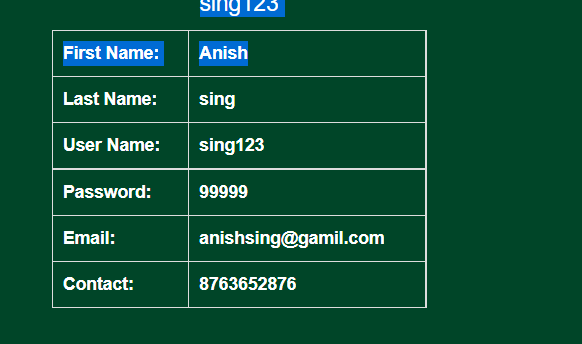 sing123
First Name: Anish
Last Name: sing
User Name: sing123
Password: 99999
Email: anishsing@gamil.com
Contact: 8763652876